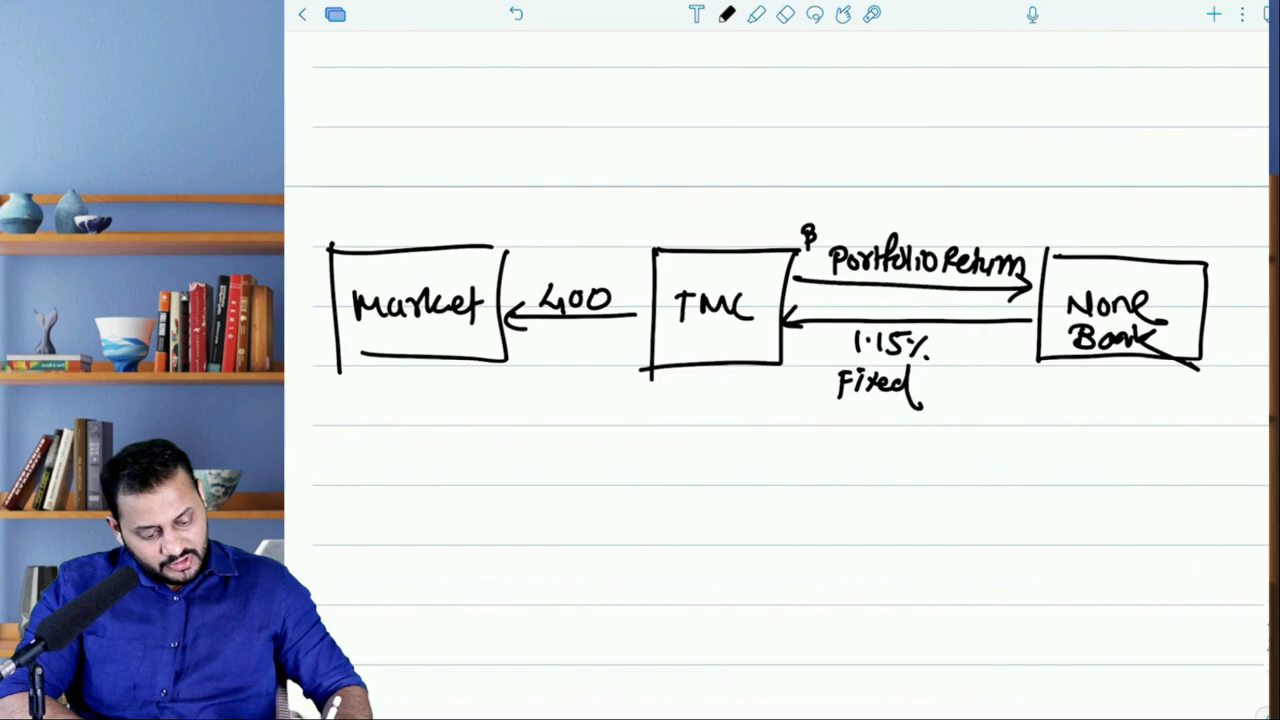 Market
400
TMC
Portfolio Return
1.15%
Fixed
None
Bank